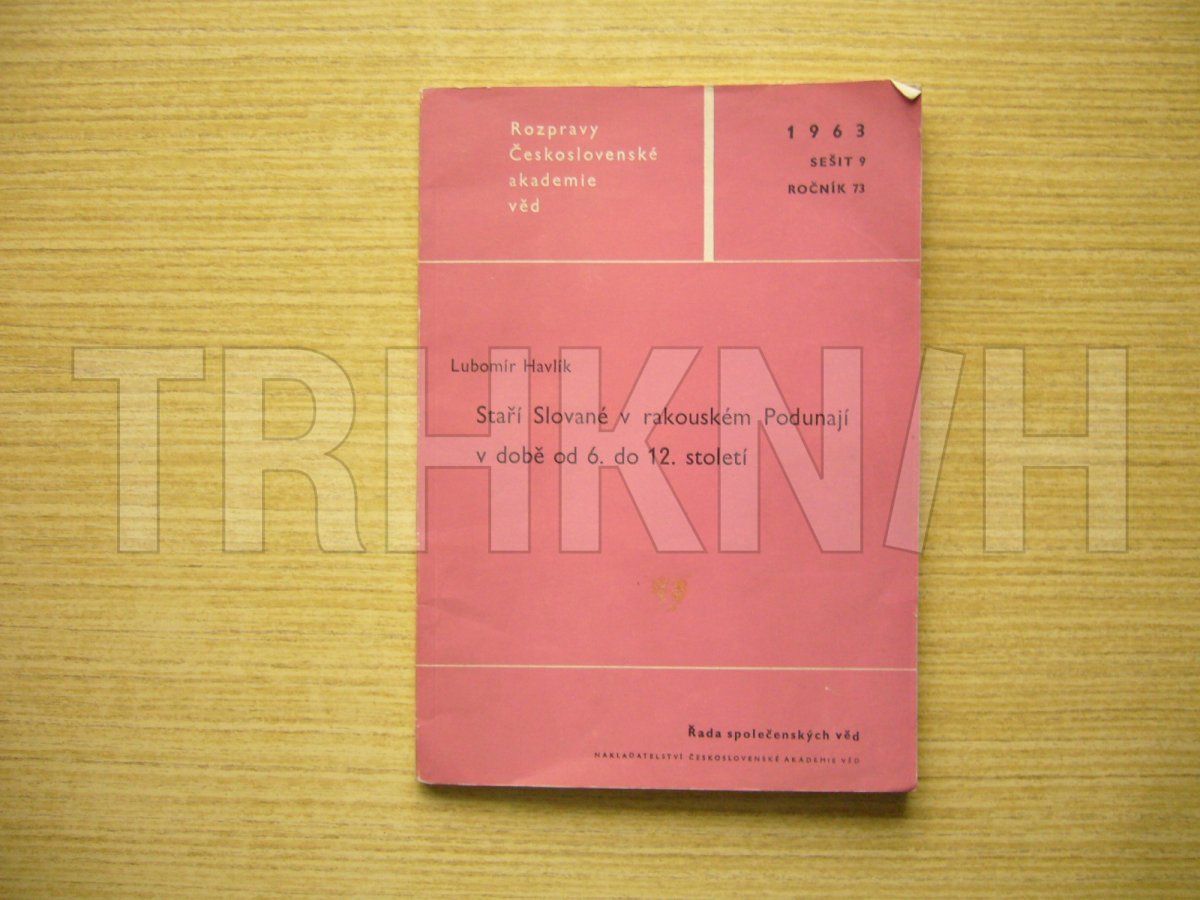 Rozpravy
Československé
akademie
věd
1963
SEŠIT 9
ROČNÍK 73
Lubomír Havlík
Staří Slované v rakouském Podunají
v době od 6. do 12. století
TRHKN/H
Řada společenských věd
NAKLADATELSTVÍ ČESKOSLOVENSKÉ AKADEMIE VĚD